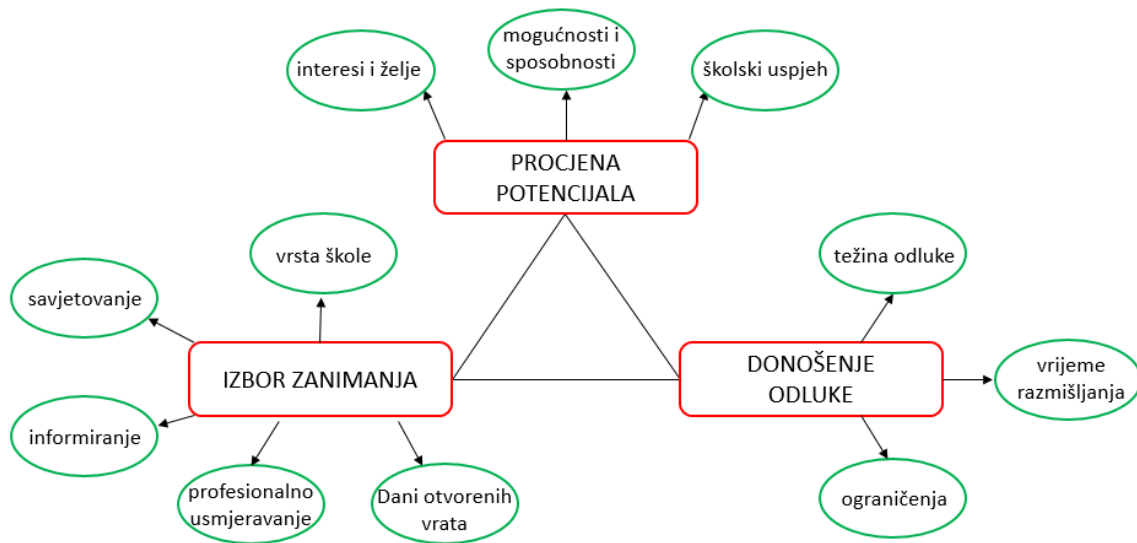 mogućnosti i
sposobnosti
interesi i želje
školski uspjeh
PROCJENA
POTENCIJALA
vrsta škole
težina odluke
savjetovanje
IZBOR ZANIMANJA
DONOŠENJE
ODLUKE
vrijeme
razmišljanja
informiranje
profesionalno
usmjeravanje
Dani otvorenih
vrata
ograničenja